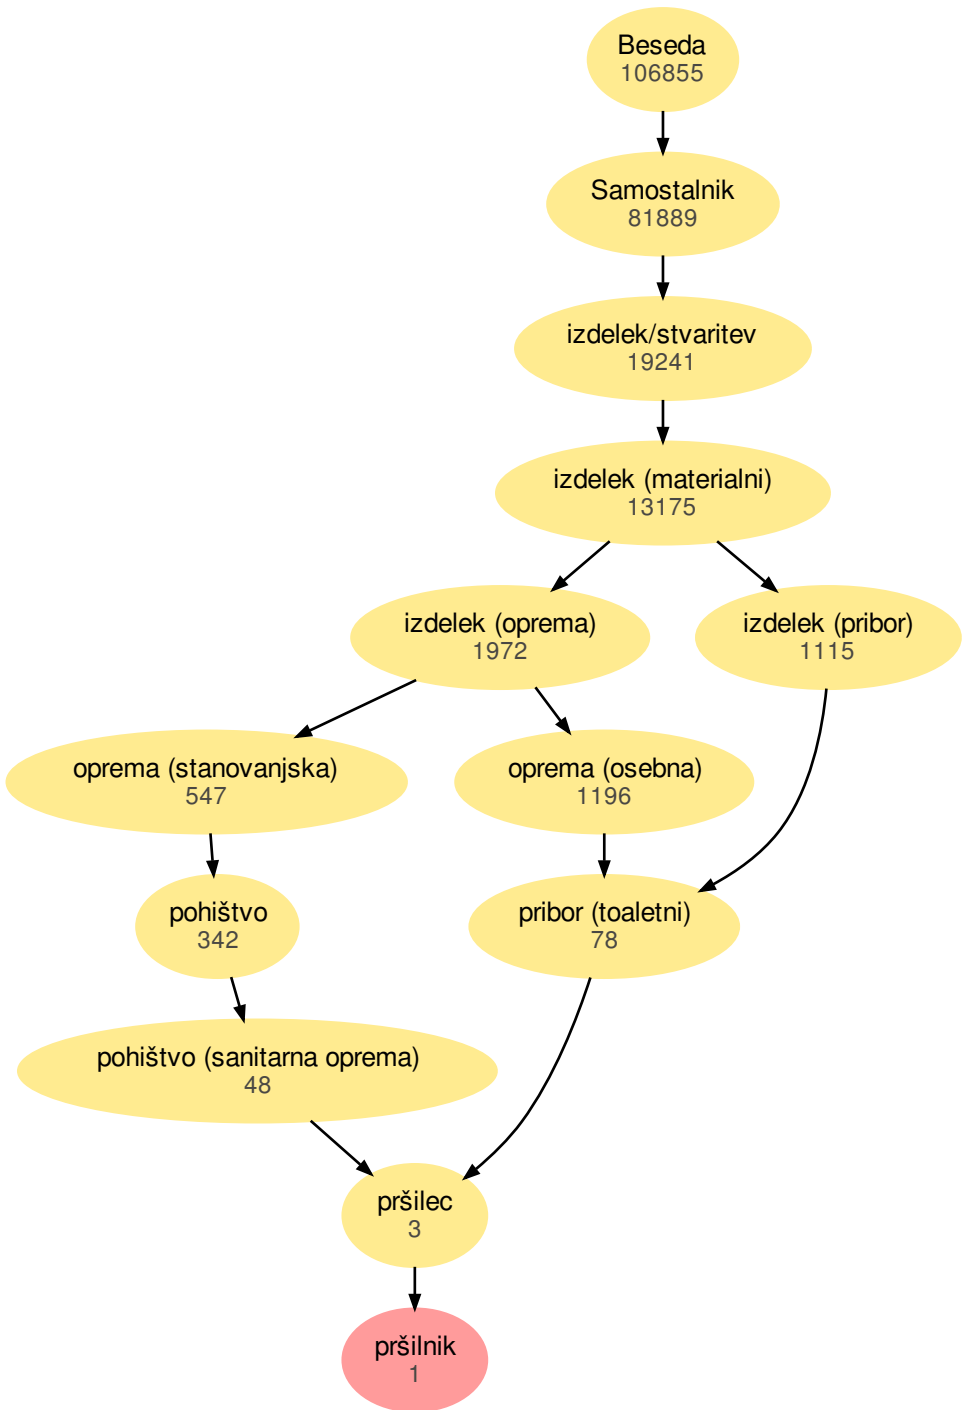 Beseda
106855
Samostalnik
81889
izdelek/stvaritev
19241
izdelek (materialni)
13175
izdelek (oprema)
1972
izdelek (pribor)
1115
oprema (stanovanjska)
547
oprema (osebna)
1196
pohištvo
342
pribor (toaletni)
78
pohištvo (sanitarna oprema)
48
pršilec
3
pršilnik
1